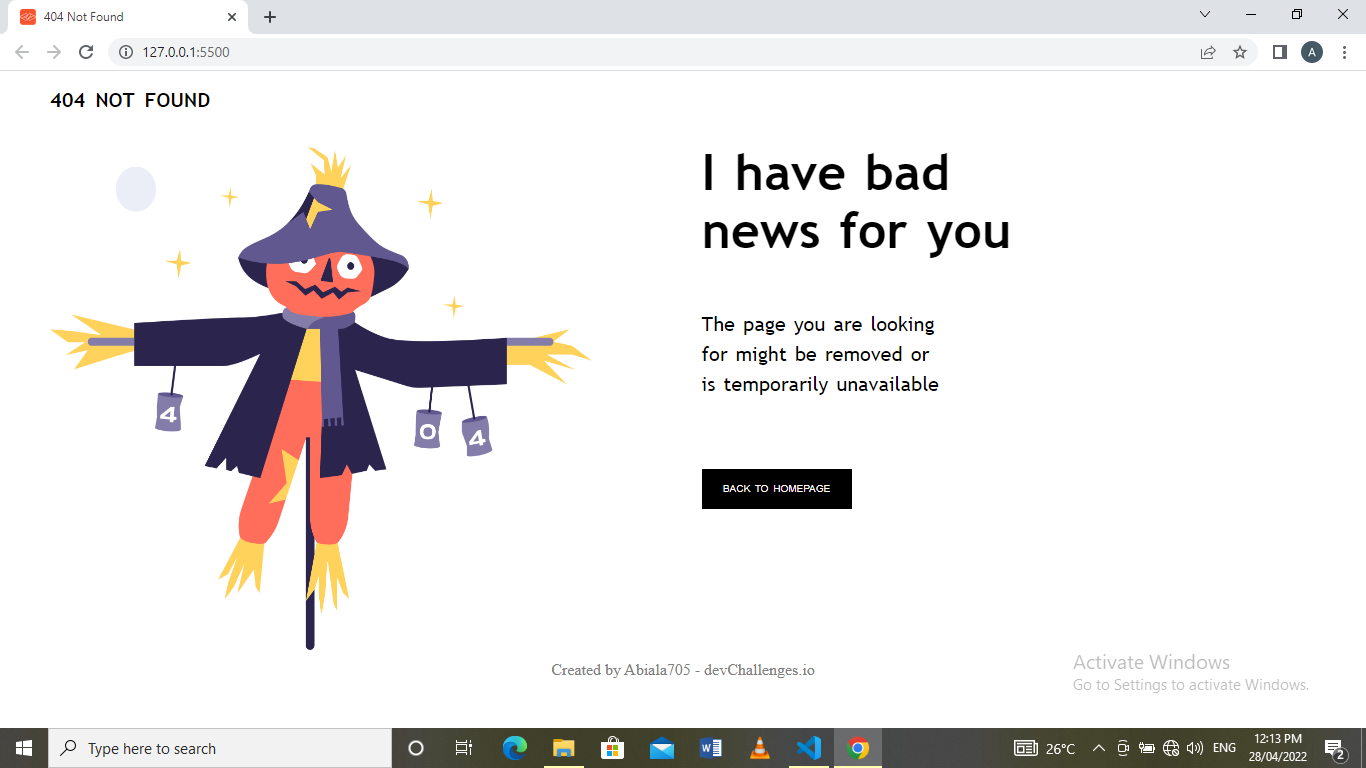 404 Not Found
127.0.0.1:5500
A
404 NOT FOUND
I have bad
news for you
The page you are looking
for might be removed or
is temporarily unavailable
4
0
4
BACK TO HOMEPAGE
Created by Abiala705 - devChallenges.io
Activate Windows
Go to Settings to activate Windows.
Type here to search
W
26°C
ENG
12:13 PM
28/04/2022
2